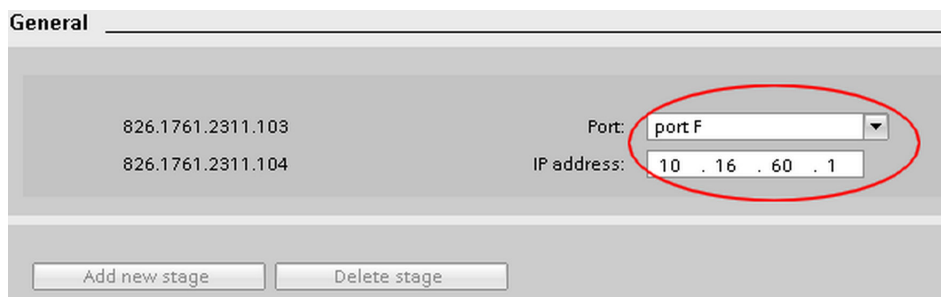 General
826.1761.2311.103 Port: port F
826.1761.2311.104 IP address: 10 . 16 . 60 . 1
Add new stage Delete stage